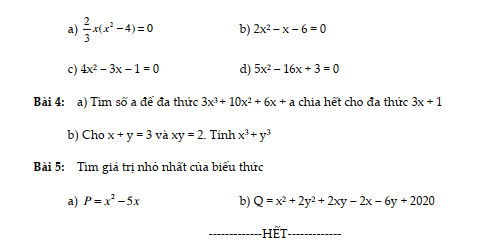 a) 2/3 x(x² – 4) = 0 b) 2x² – x – 6 = 0
c) 4x² – 3x – 1 = 0 d) 5x² – 16x + 3 = 0
Bài 4: a) Tìm số a để đa thức 3x³ + 10x² + 6x + a chia hết cho đa thức 3x + 1
b) Cho x + y = 3 và xy = 2. Tính x³ + y³
Bài 5: Tìm giá trị nhỏ nhất của biểu thức
a) P = x² – 5x b) Q = x² + 2y² + 2xy – 2x – 6y + 2020
-------------HẾT-------------